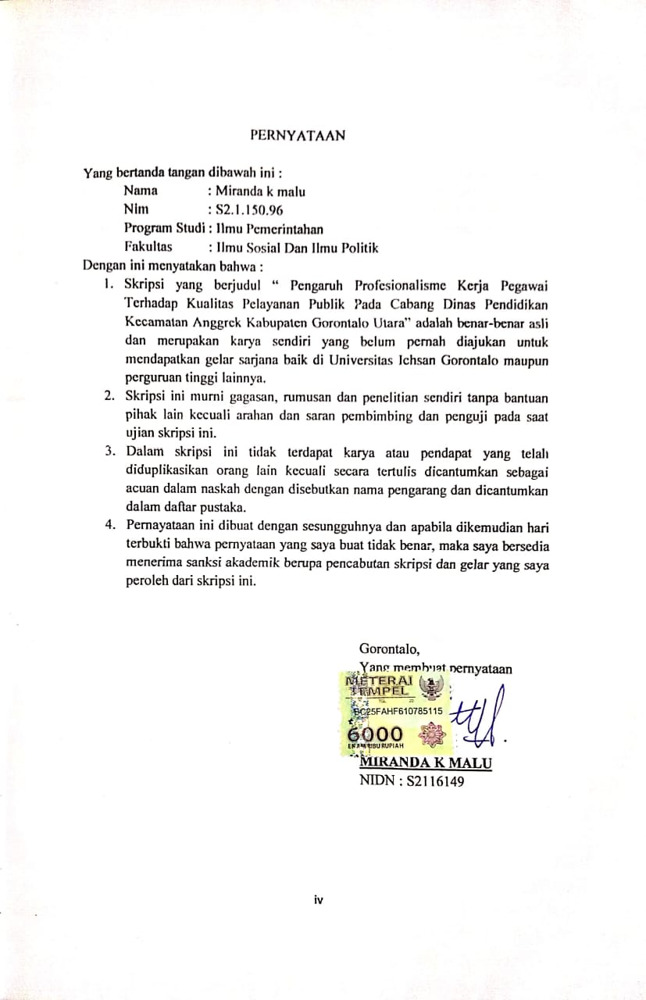 PERNYATAAN
Yang bertanda tangan dibawah ini :
Nama : Miranda k malu
Nim : S2.1.150.96
Program Studi : Ilmu Pemerintahan
Fakultas : Ilmu Sosial Dan Ilmu Politik
Dengan ini menyatakan bahwa :
1. Skripsi yang berjudul “ Pengaruh Profesionalisme Kerja Pegawai
Terhadap Kualitas Pelayanan Publik Pada Cabang Dinas Pendidikan
Kecamatan Anggrek Kabupaten Gorontalo Utara” adalah benar-benar asli
dan merupakan karya sendiri yang belum pernah diajukan untuk
mendapatkan gelar sarjana baik di Universitas Ichsan Gorontalo maupun
perguruan tinggi lainnya.
2. Skripsi ini murni gagasan, rumusan dan penelitian sendiri tanpa bantuan
pihak lain kecuali arahan dan saran pembimbing dan penguji pada saat
ujian skripsi ini.
3. Dalam skripsi ini tidak terdapat karya atau pendapat yang telah
diduplikasikan orang lain kecuali secara tertulis dicantumkan sebagai
acuan dalam naskah dengan disebutkan nama pengarang dan dicantumkan
dalam daftar pustaka.
4. Pernayataan ini dibuat dengan sesungguhnya dan apabila dikemudian hari
terbukti bahwa pernyataan yang saya buat tidak benar, maka saya bersedia
menerima sanksi akademik berupa pencabutan skripsi dan gelar yang saya
peroleh dari skripsi ini.
Gorontalo,
Yang membuat pernyataan
METERAI
TEMPEL
BC25FAHF610785115
6000
ENAM RIBU RUPIAH
MIRANDA K MALU
NIDN : S2116149
iv